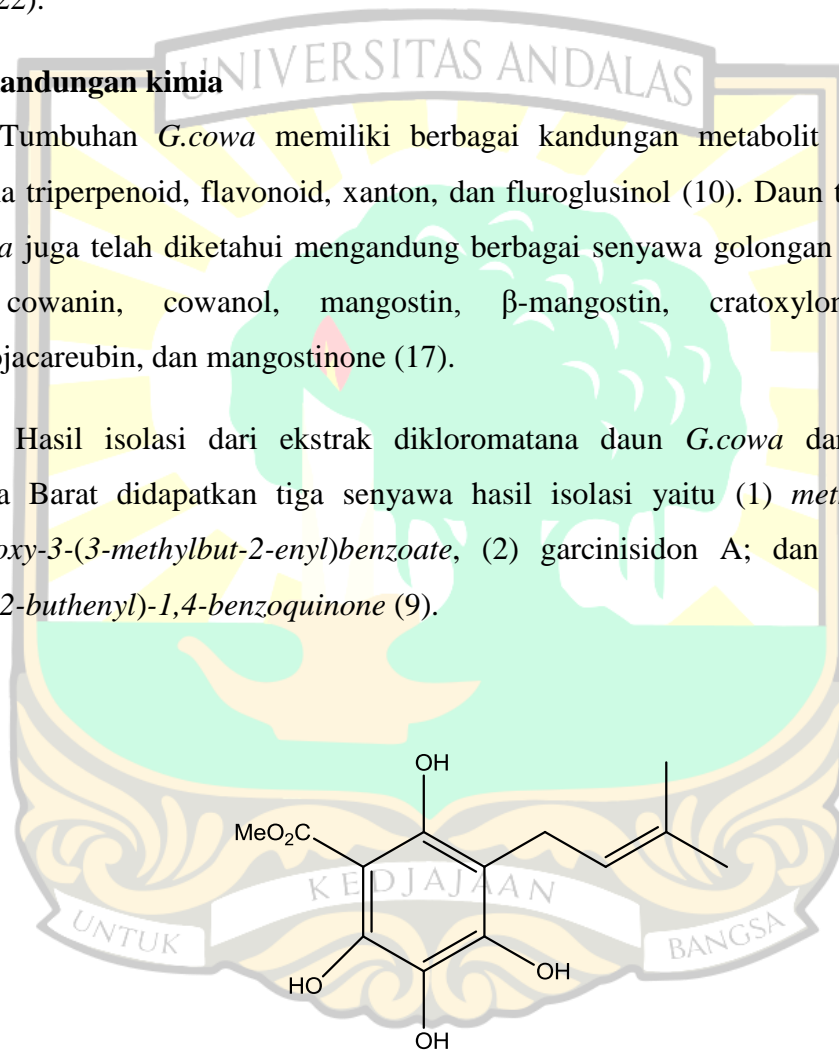 22).
UNIVERSITAS ANDALAS
andungan kimia
Tumbuhan G.cowa memiliki berbagai kandungan metabolit
a triperpenoid, flavonoid, xanton, dan fluroglusinol (10). Daun t
a juga telah diketahui mengandung berbagai senyawa golongan
cowanin, cowanol, mangostin, β-mangostin, cratoxylon
ojacareubin, dan mangostinone (17).
Hasil isolasi dari ekstrak dikloromatana daun G.cowa dar
a Barat didapatkan tiga senyawa hasil isolasi yaitu (1) met
oxy-3-(3-methylbut-2-enyl)benzoate, (2) garcinisidon A; dan
2-buthenyl)-1,4-benzoquinone (9).
OH
MeO₂C
KEDJAJAAN
UNTUK
BANGSA
HO
OH
OH